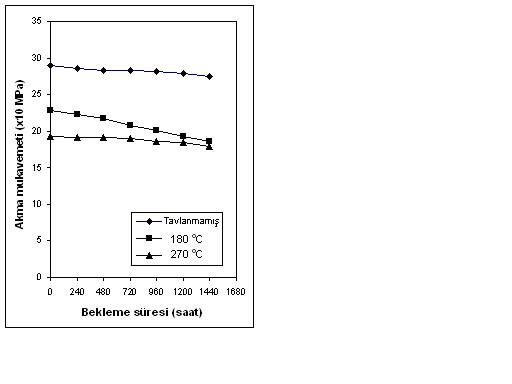 35
30
25
20
15
10
5
0
Akma mukavemeti (x10 MPa)
Tavlanmamış
180 °C
270 °C
0 240 480 720 960 1200 1440 1680
Bekleme süresi (saat)